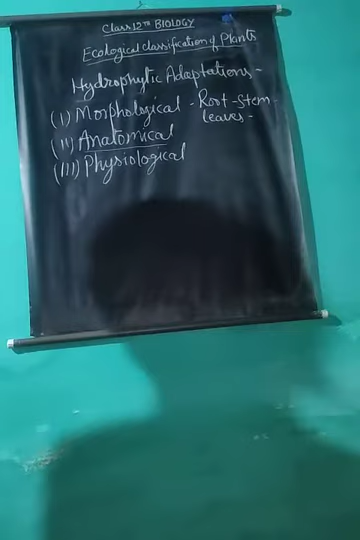 Class 12th BIOLOGY
Ecological classification of Plants
Hydrophytic Adaptations -
(I) Morphological - Root - Stem -
leaves -
(II) Anatomical
(III) Physiological